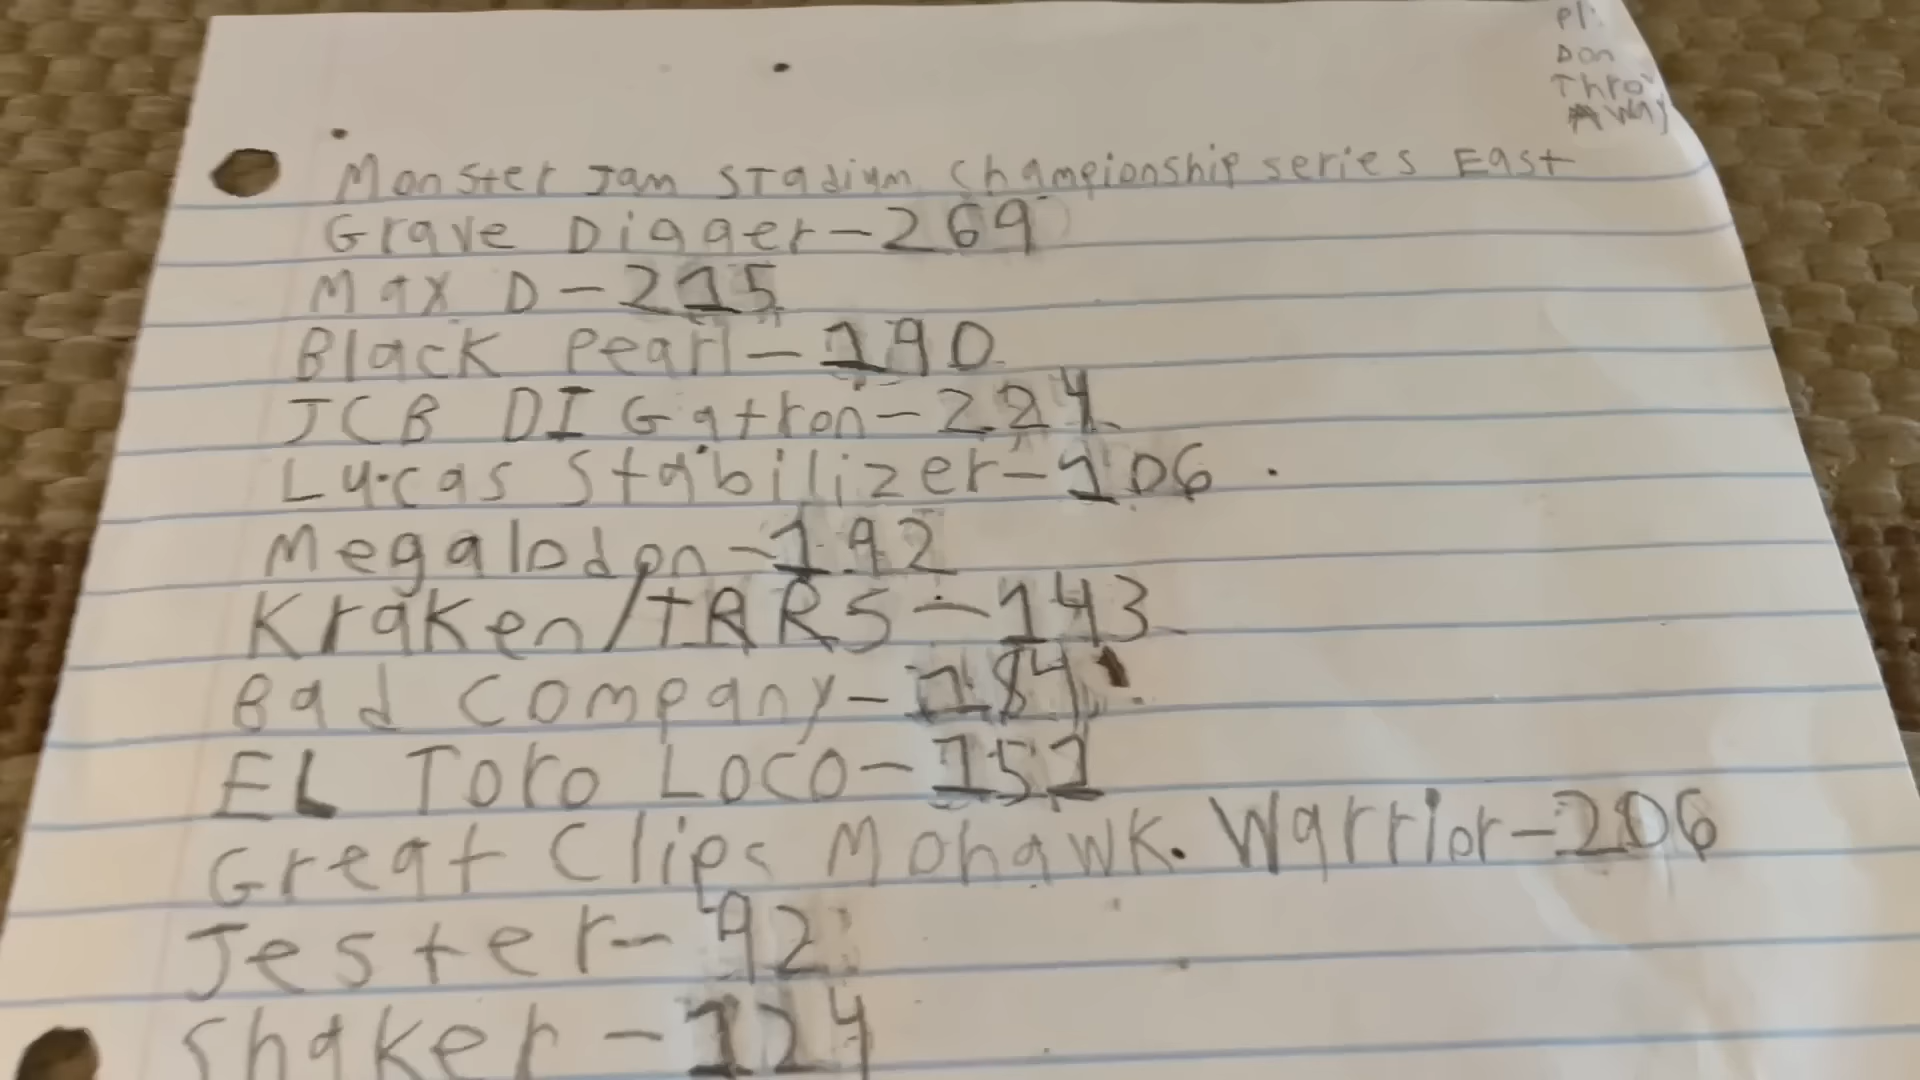 Pl
Don
Thro
Away
Monster Jam Stadium Championship series East
Grave Digger-269
Max D-215
Black Pearl-190
JCB DIGatron-224
Lucas Stabilizer-106
Megalodon-192
Kraken/TARS-143
Bad Company-184
EL Toro Loco-151
Great Clips Mohawk Warrior-206
Jester-92
Shaker-124